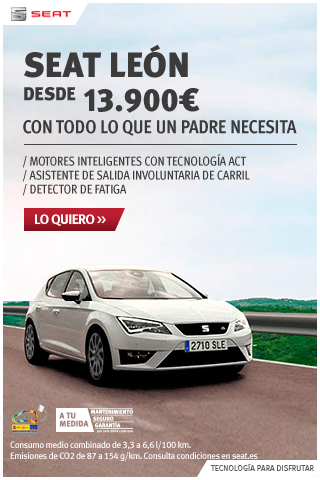 SEAT
SEAT LEÓN
DESDE 13.900€
CON TODO LO QUE UN PADRE NECESITA
/ MOTORES INTELIGENTES CON TECNOLOGÍA ACT
/ ASISTENTE DE SALIDA INVOLUNTARIA DE CARRIL
/ DETECTOR DE FATIGA
LO QUIERO »
2710 SLE
A TU
MEDIDA
MANTENIMIENTO
SEGURO
GARANTÍA
Consumo medio combinado de 3,3 a 6,6 l/100 km.
Emisiones de CO2 de 87 a 154 g/km. Consulta condiciones en seat.es
TECNOLOGÍA PARA DISFRUTAR